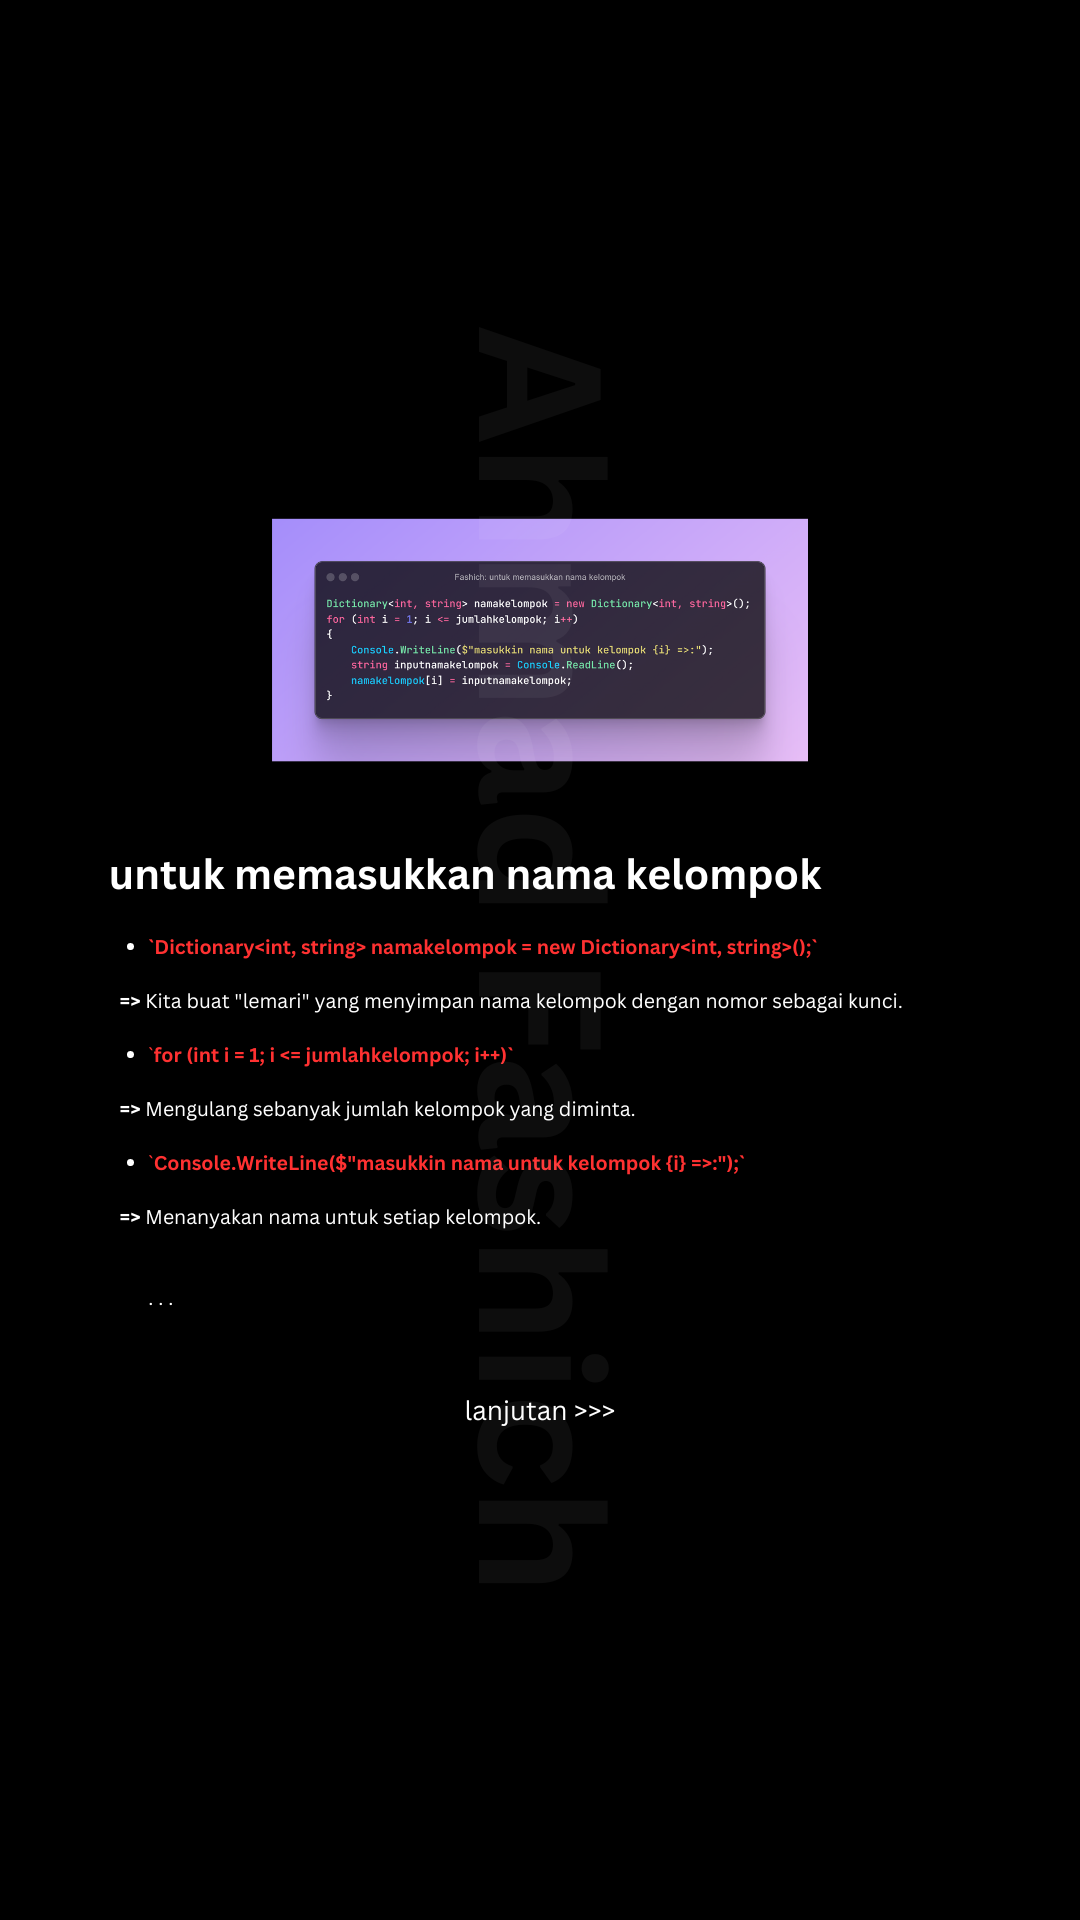 Fashich: untuk memasukkan nama kelompok
Dictionary<int, string> namakelompok = new Dictionary<int, string>();
for (int i = 1; i <= jumlahkelompok; i++)
{
    Console.WriteLine($"masukkin nama untuk kelompok {i} =>:");
    string inputnamakelompok = Console.ReadLine();
    namakelompok[i] = inputnamakelompok;
}
untuk memasukkan nama kelompok
• `Dictionary<int, string> namakelompok = new Dictionary<int, string>();`
=> Kita buat "lemari" yang menyimpan nama kelompok dengan nomor sebagai kunci.
• `for (int i = 1; i <= jumlahkelompok; i++)`
=> Mengulang sebanyak jumlah kelompok yang diminta.
• `Console.WriteLine($"masukkin nama untuk kelompok {i} =>:");`
=> Menanyakan nama untuk setiap kelompok.
. . .
lanjutan >>>
Ahmad Fashich